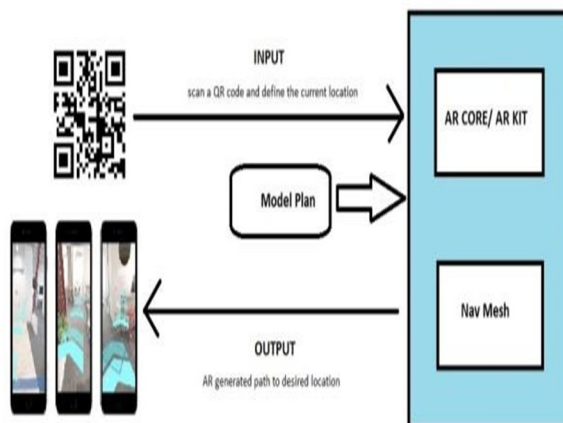 INPUT
scan a QR code and define the current location
AR CORE/ AR KIT
Model Plan
Nav Mesh
OUTPUT
AR generated path to desired location